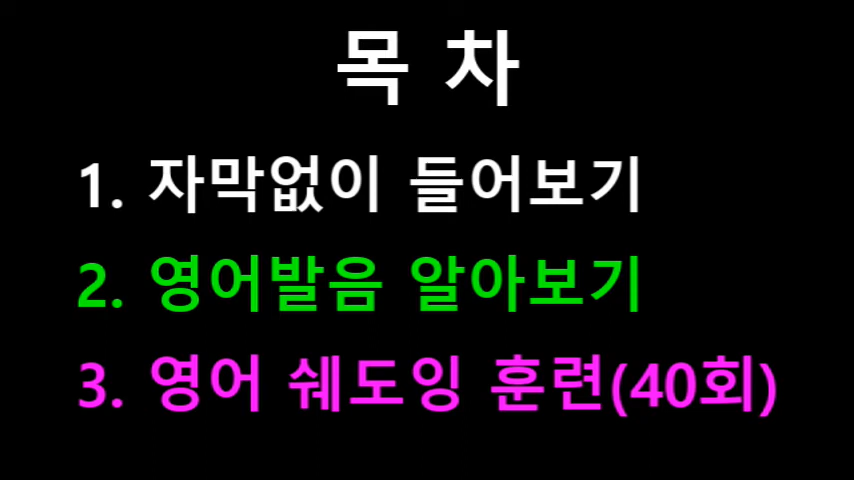 목 차
1. 자막없이 들어보기
2. 영어발음 알아보기
3. 영어 쉐도잉 훈련(40회)